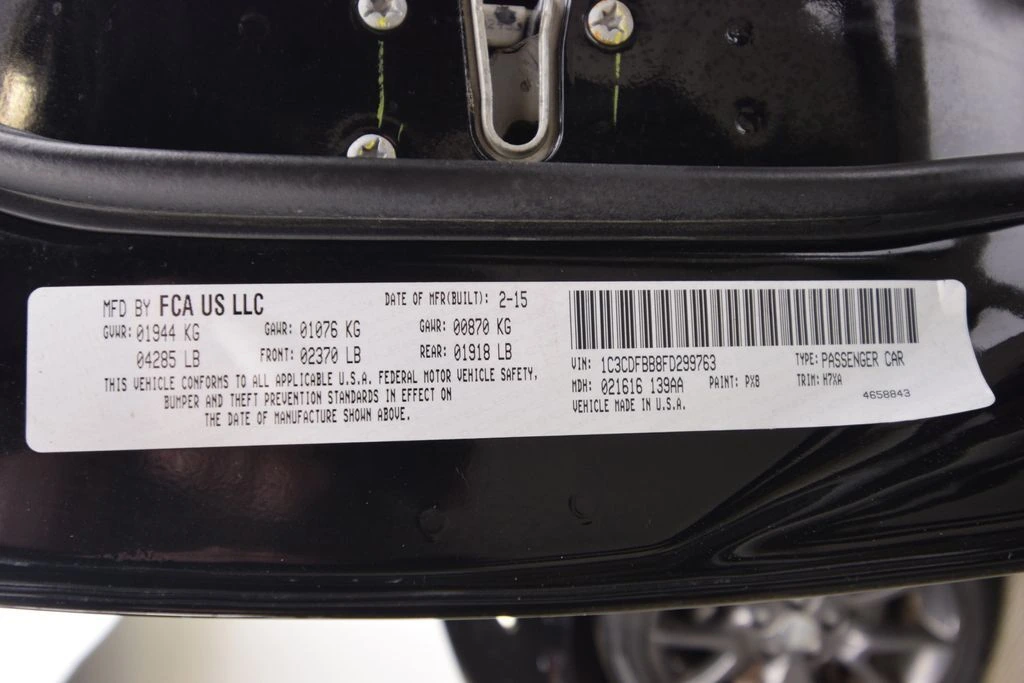 MFD BY FCA US LLC DATE OF MFR(BUILT): 2-15
GVWR: 01944 KG GAWR: 01076 KG GAWR: 00870 KG
04285 LB FRONT: 02370 LB REAR: 01918 LB
THIS VEHICLE CONFORMS TO ALL APPLICABLE U.S.A. FEDERAL MOTOR VEHICLE SAFETY,
BUMPER AND THEFT PREVENTION STANDARDS IN EFFECT ON
THE DATE OF MANUFACTURE SHOWN ABOVE.
VIN: 1C3CDFBB8FD299763 TYPE: PASSENGER CAR
MDH: 021616 139AA PAINT: PX8 TRIM: H7XA
VEHICLE MADE IN U.S.A. 4658843